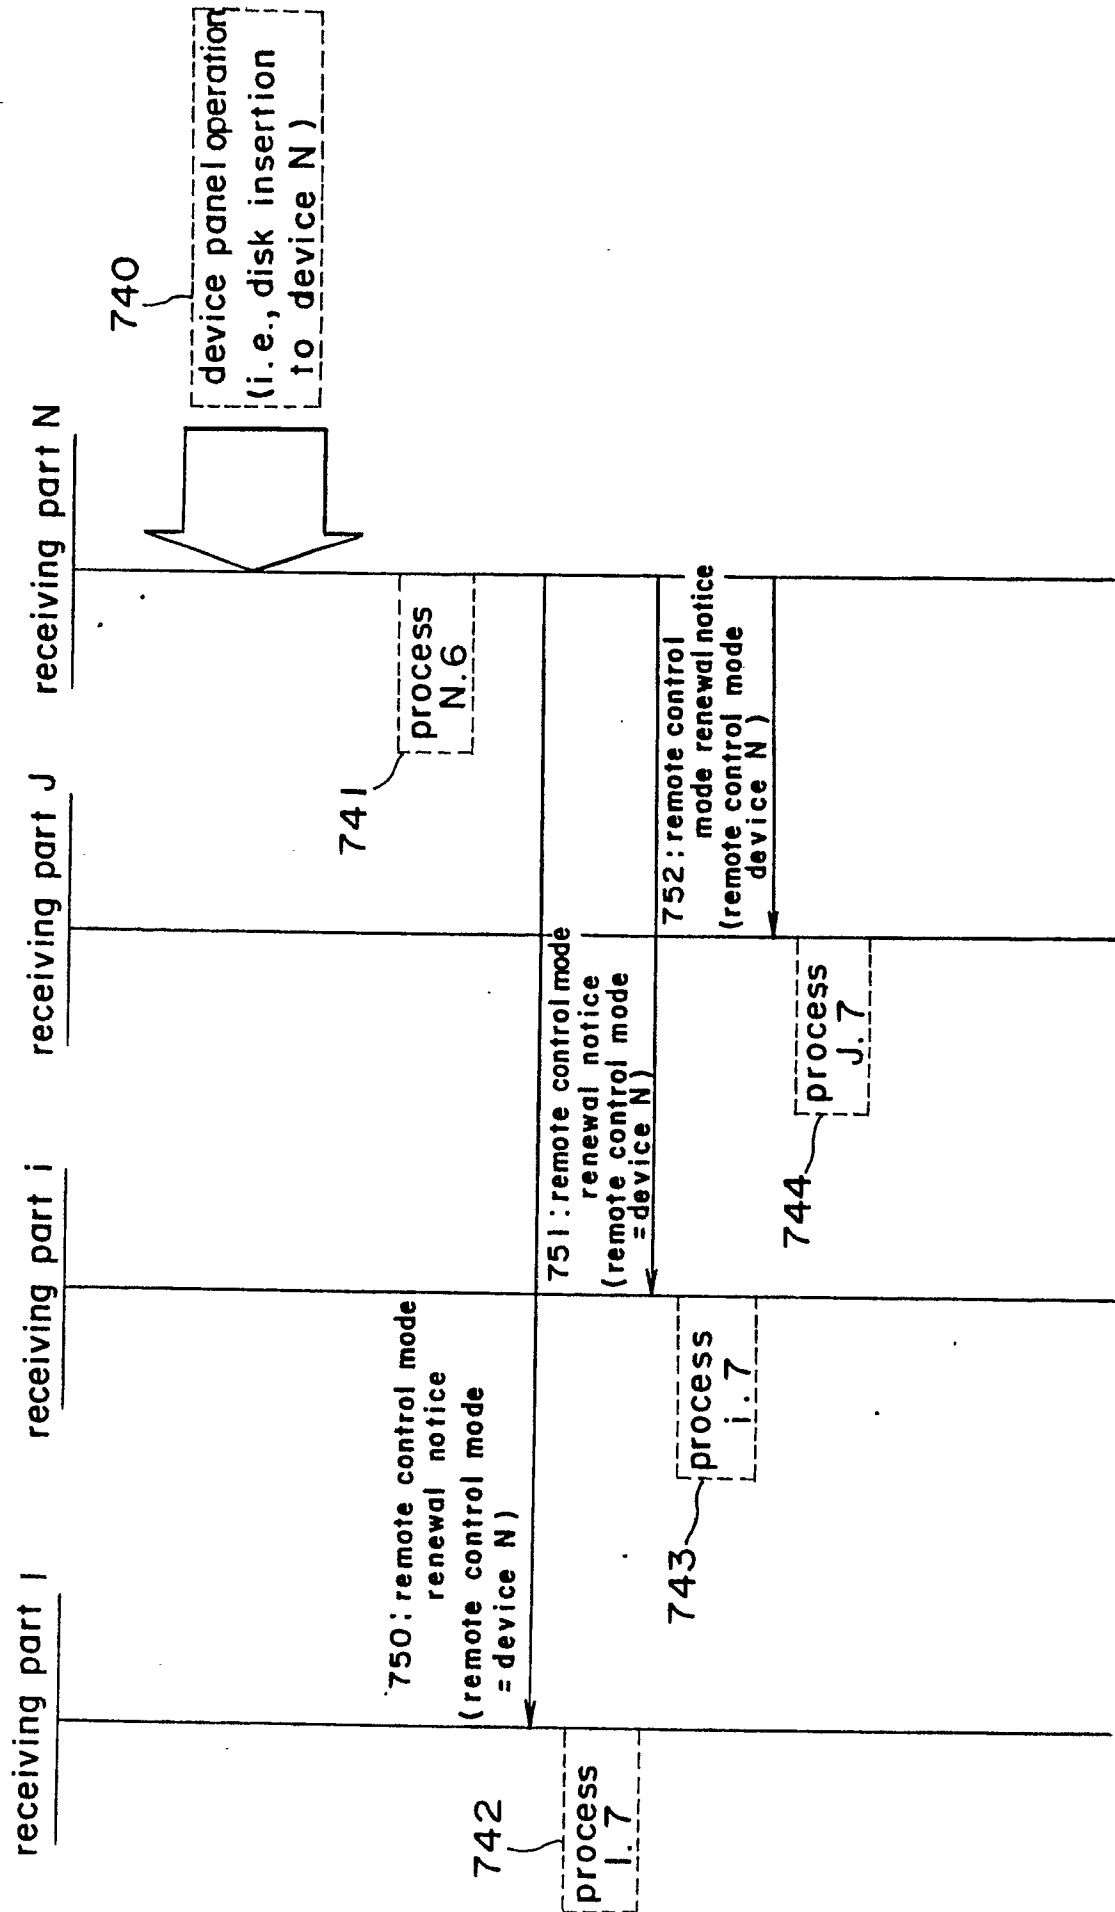 receiving part 1
receiving part i
receiving part J
receiving part N
740
device panel operation
(i.e., disk insertion
to device N )
741
process
N.6
750:remote control mode
renewal notice
(remote control mode
=device N)
742
process
1.7
751:remote control mode
renewal notice
(remote control mode
=device N)
743
process
i.7
752:remote control
mode renewal notice
(remote control mode
device N )
744
process
J.7